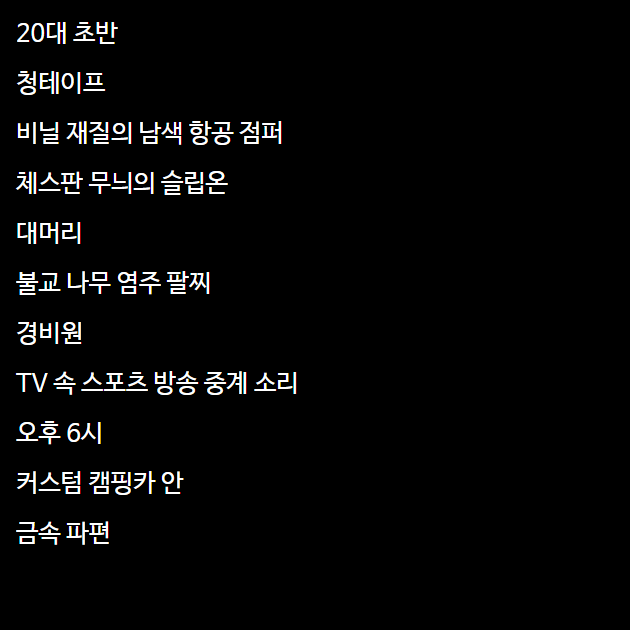 20대 초반
청테이프
비닐 재질의 남색 항공 점퍼
체스판 무늬의 슬립온
대머리
불교 나무 염주 팔찌
경비원
TV 속 스포츠 방송 중계 소리
오후 6시
커스텀 캠핑카 안
금속 파편